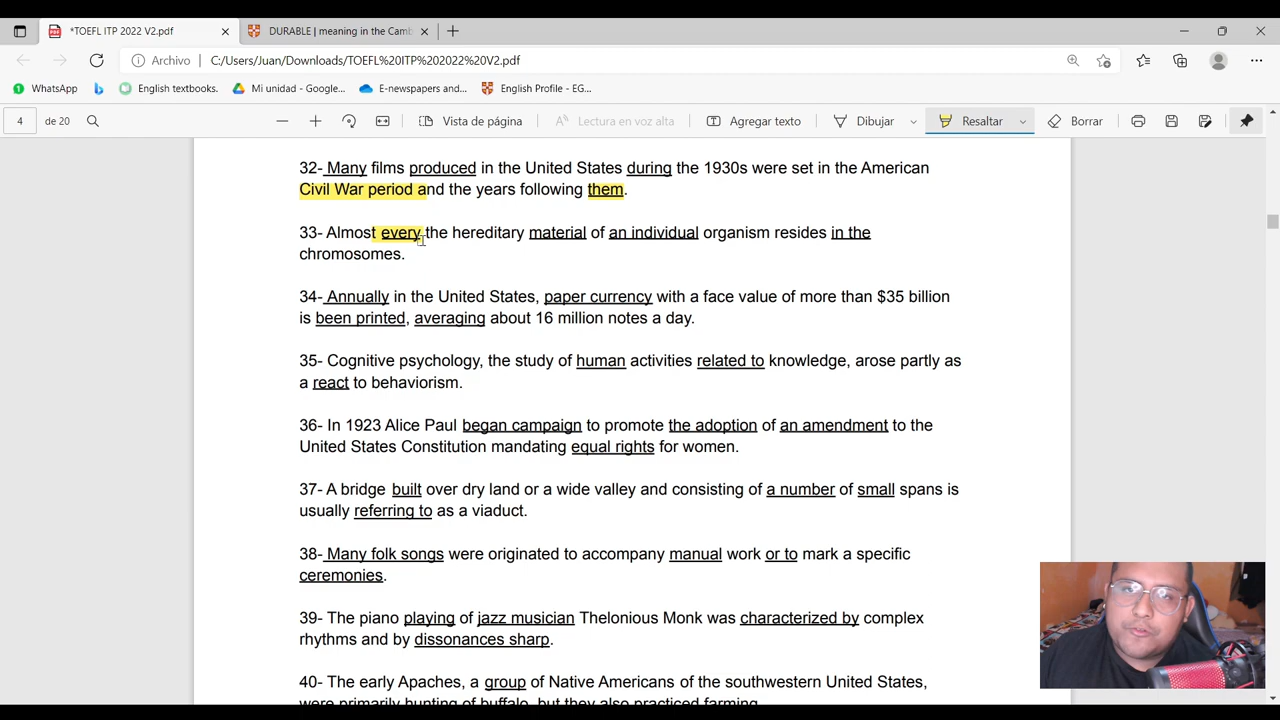 *TOEFL ITP 2022 V2.pdf
DURABLE | meaning in the Camb
Archivo
C:/Users/Juan/Downloads/TOEFL%20ITP%202022%20V2.pdf
WhatsApp
English textbooks.
Mi unidad - Google...
E-newspapers and...
English Profile - EG...
4 de 20
Vista de página
Lectura en voz alta
Agregar texto
Dibujar
Resaltar
Borrar
32- Many films produced in the United States during the 1930s were set in the American
Civil War period and the years following them.
33- Almost every the hereditary material of an individual organism resides in the
chromosomes.
34- Annually in the United States, paper currency with a face value of more than $35 billion
is been printed, averaging about 16 million notes a day.
35- Cognitive psychology, the study of human activities related to knowledge, arose partly as
a react to behaviorism.
36- In 1923 Alice Paul began campaign to promote the adoption of an amendment to the
United States Constitution mandating equal rights for women.
37- A bridge built over dry land or a wide valley and consisting of a number of small spans is
usually referring to as a viaduct.
38- Many folk songs were originated to accompany manual work or to mark a specific
ceremonies.
39- The piano playing of jazz musician Thelonious Monk was characterized by complex
rhythms and by dissonances sharp.
40- The early Apaches, a group of Native Americans of the southwestern United States,
were primarily hunting of buffalo, but they also practiced farming.